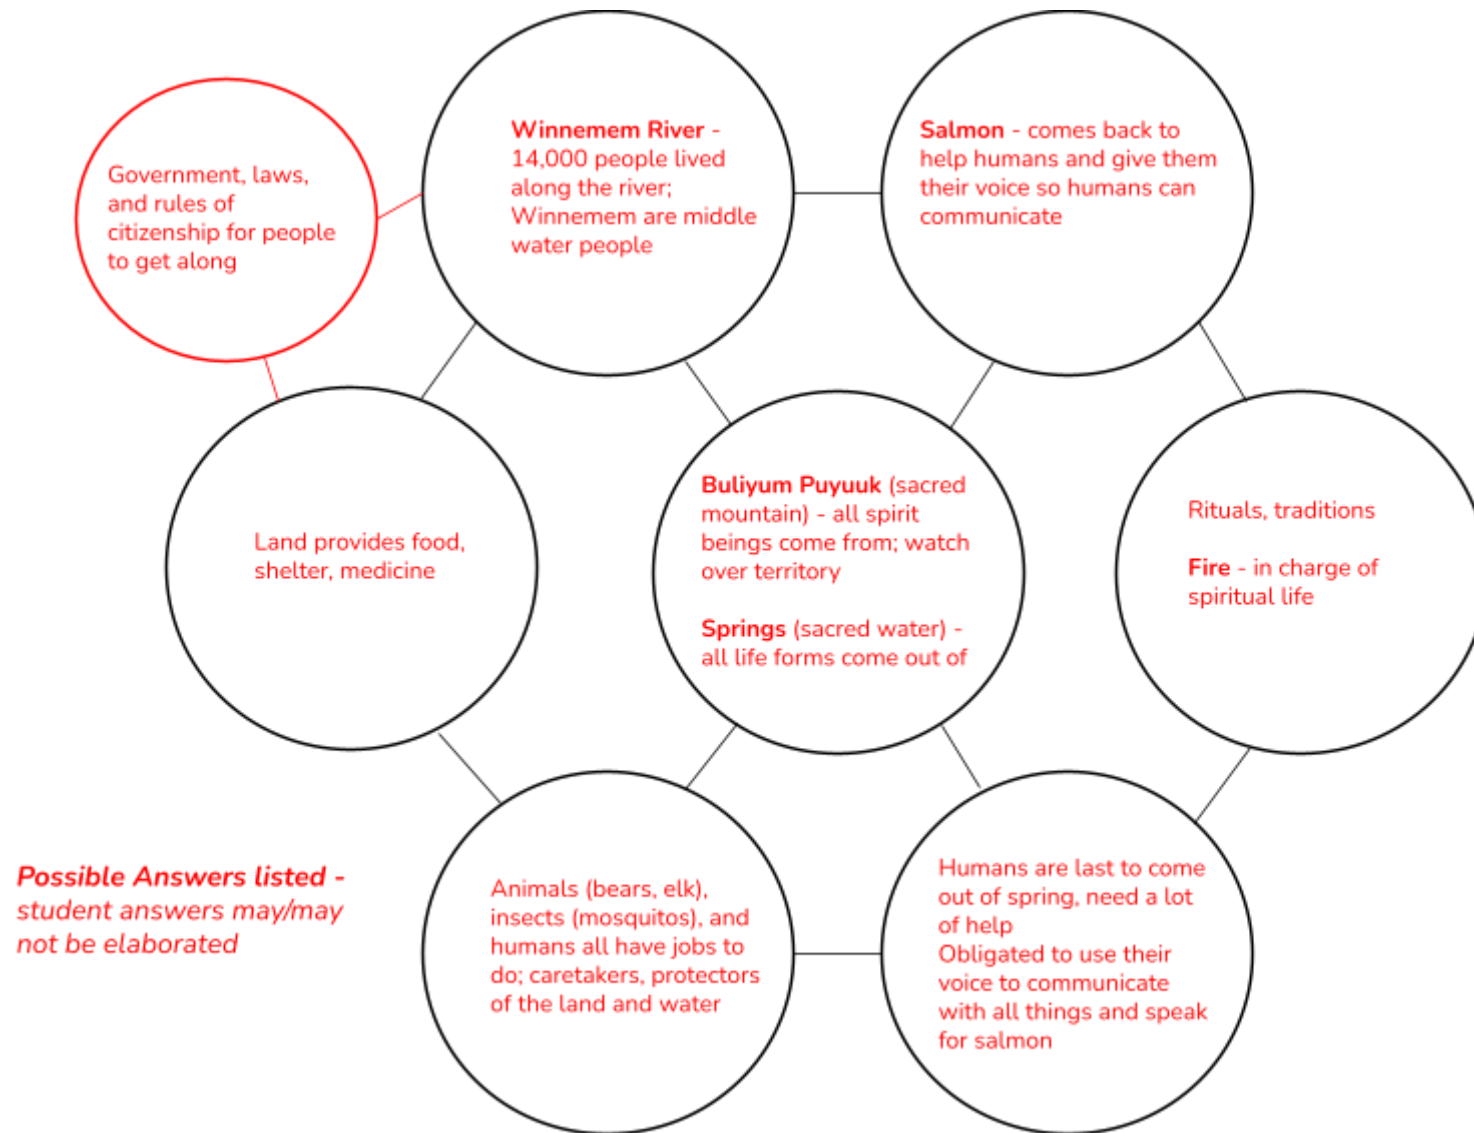 Government, laws,
and rules of
citizenship for people
to get along
Winnemem River -
14,000 people lived
along the river;
Winnemem are middle
water people
Salmon - comes back to
help humans and give them
their voice so humans can
communicate
Land provides food,
shelter, medicine
Buliyum Puyuuk (sacred
mountain) - all spirit
beings come from; watch
over territory
Springs (sacred water) -
all life forms come out of
Rituals, traditions
Fire - in charge of
spiritual life
Possible Answers listed -
student answers may/may
not be elaborated
Animals (bears, elk),
insects (mosquitos), and
humans all have jobs to
do; caretakers, protectors
of the land and water
Humans are last to come
out of spring, need a lot
of help
Obligated to use their
voice to communicate
with all things and speak
for salmon